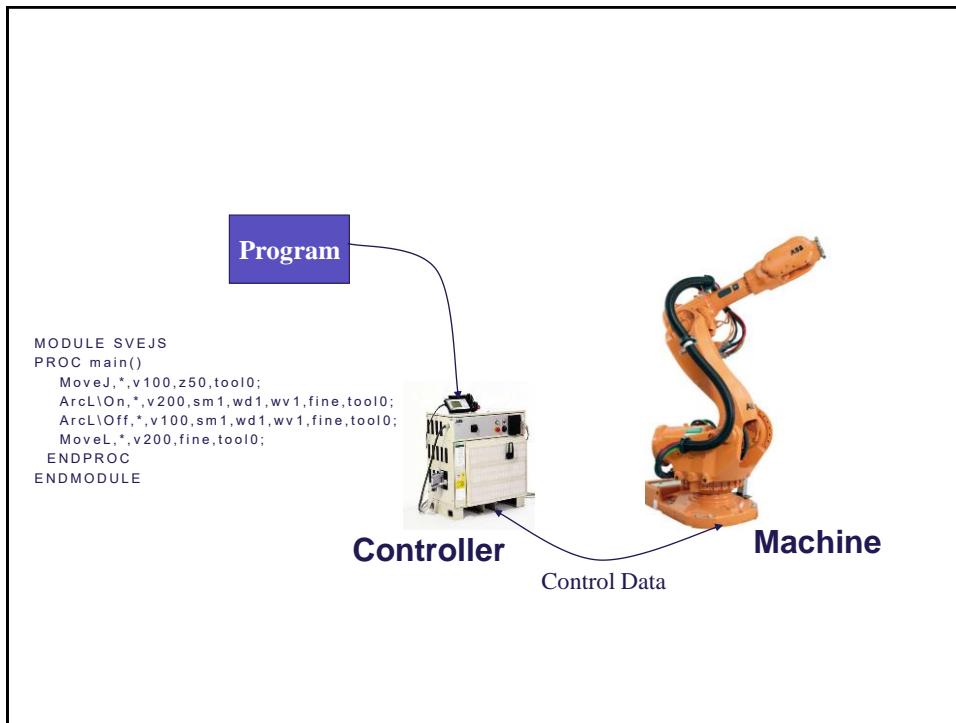 Program
MODULE SVEJS
PROC main()
MoveJ,*,v100,z50,tool0;
ArcL\On,*,v200,sm1,wd1,wv1,fine,tool0;
ArcL\Off,*,v100,sm1,wd1,wv1,fine,tool0;
MoveL,*,v200,fine,tool0;
ENDPROC
ENDMODULE
ABB
Controller
Machine
Control Data